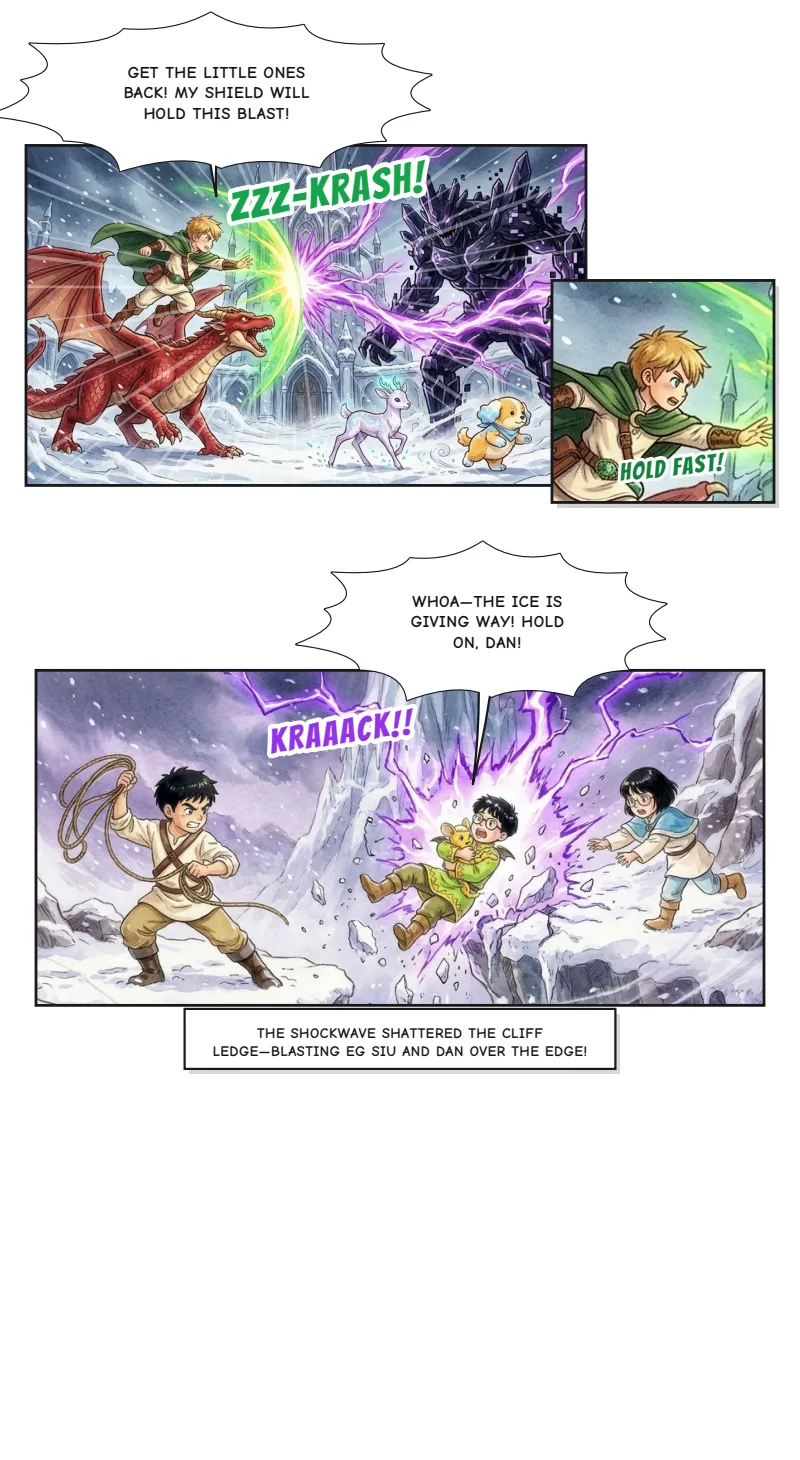 GET THE LITTLE ONES
BACK! MY SHIELD WILL
HOLD THIS BLAST!
ZZZ-KRASH!
HOLD FAST!
WHOA—THE ICE IS
GIVING WAY! HOLD
ON, DAN!
KRAAACK!!
THE SHOCKWAVE SHATTERED THE CLIFF
LEDGE—BLASTING EG SIU AND DAN OVER THE EDGE!